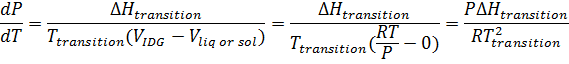 dP/dT = ΔH_transition / T_transition(V_IDG − V_liq or sol) = ΔH_transition / T_transition(RT/P − 0) = PΔH_transition / RT²_transition